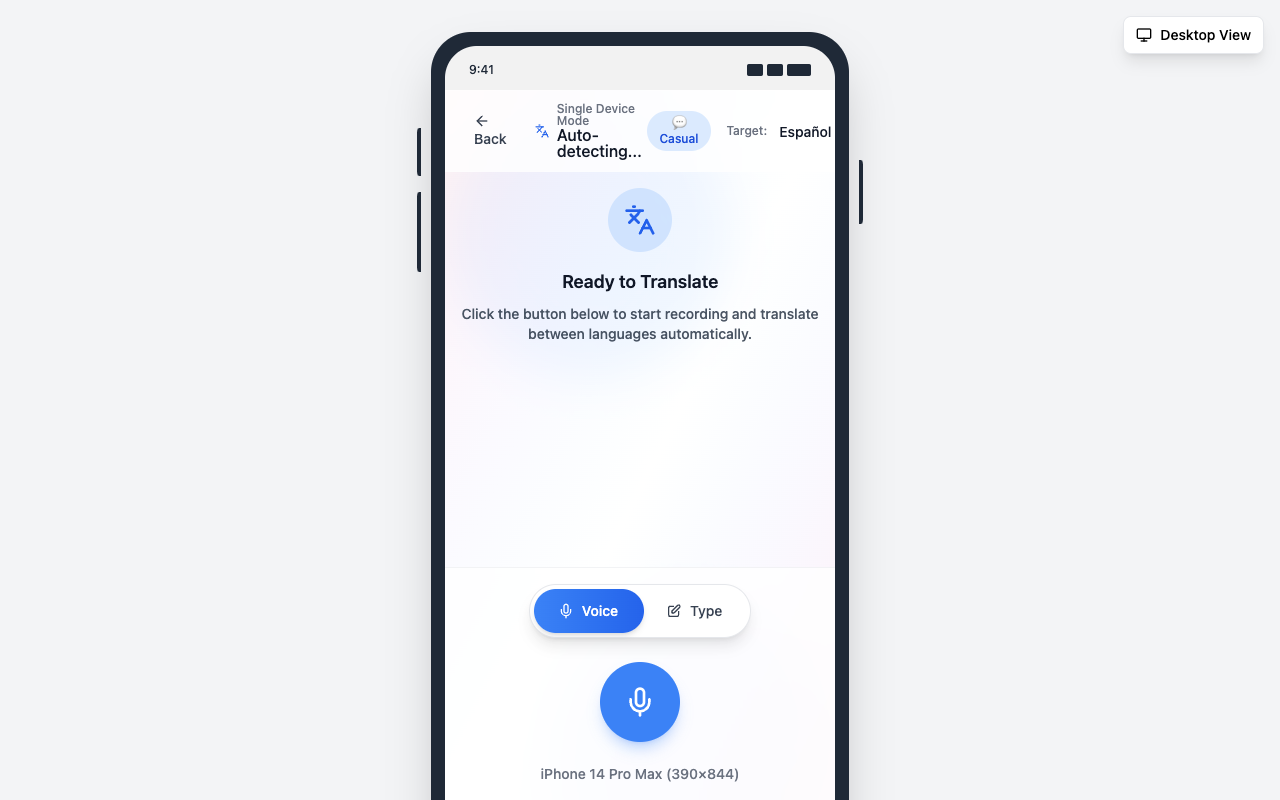 Desktop View
9:41
Back
Single Device
Mode
Auto-
detecting...
💬
Casual
Target:
Español
Ready to Translate
Click the button below to start recording and translate
between languages automatically.
Voice
Type
iPhone 14 Pro Max (390×844)